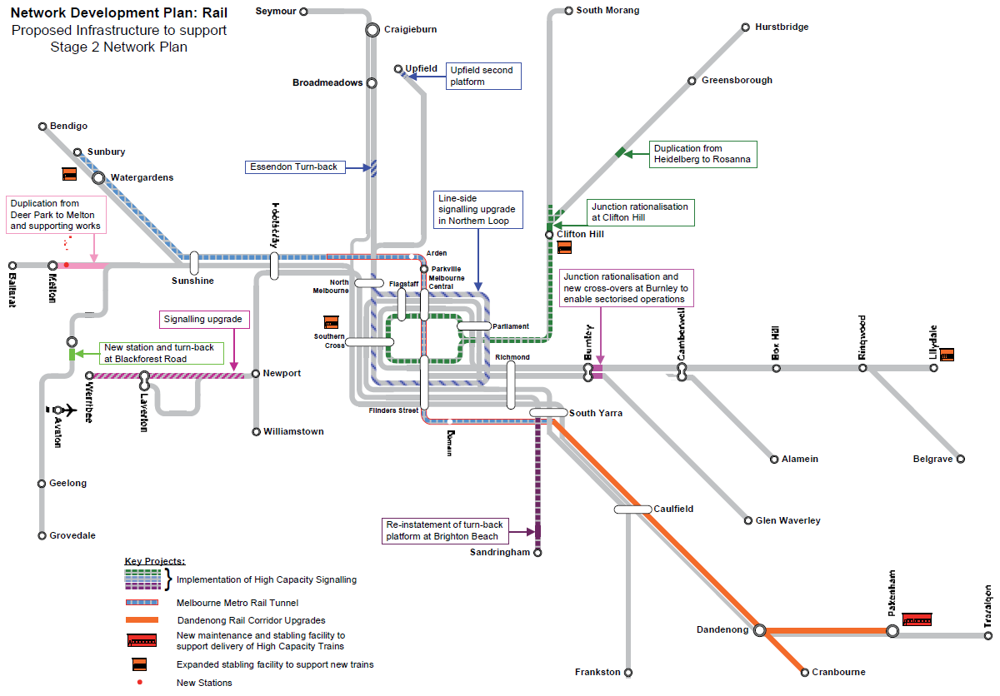 Network Development Plan: Rail
Proposed Infrastructure to support
Stage 2 Network Plan
Seymour
Craigieburn
South Morang
Hurstbridge
Upfield
Upfield second
platform
Broadmeadows
Greensborough
Bendigo
Sunbury
Watergardens
Essendon Turn-back
Duplication from
Heidelberg to Rosanna
Duplication from
Deer Park to Melton
and supporting works
Line-side
signalling upgrade
in Northern Loop
Junction rationalisation
at Clifton Hill
Clifton Hill
Footscray
Ballarat
Melton
Sunshine
Arden
Parkville
Melbourne
Central
North
Melbourne
Flagstaff
Junction rationalisation and
new cross-overs at Burnley to
enable sectorised operations
Signalling upgrade
Southern
Cross
Parliament
New station and turn-back
at Blackforest Road
Richmond
Burnley
Camberwell
Box Hill
Ringwood
Lilydale
Newport
Werribee
Laverton
Avalon
Flinders Street
South Yarra
Williamstown
Domain
Alamein
Belgrave
Geelong
Grovedale
Caulfield
Glen Waverley
Re-instatement of turn-back
platform at Brighton Beach
Sandringham
Key Projects:
Implementation of High Capacity Signalling
Melbourne Metro Rail Tunnel
Dandenong Rail Corridor Upgrades
New maintenance and stabling facility to
support delivery of High Capacity Trains
Expanded stabling facility to support new trains
New Stations
Pakenham
Traralgon
Dandenong
Frankston
Cranbourne